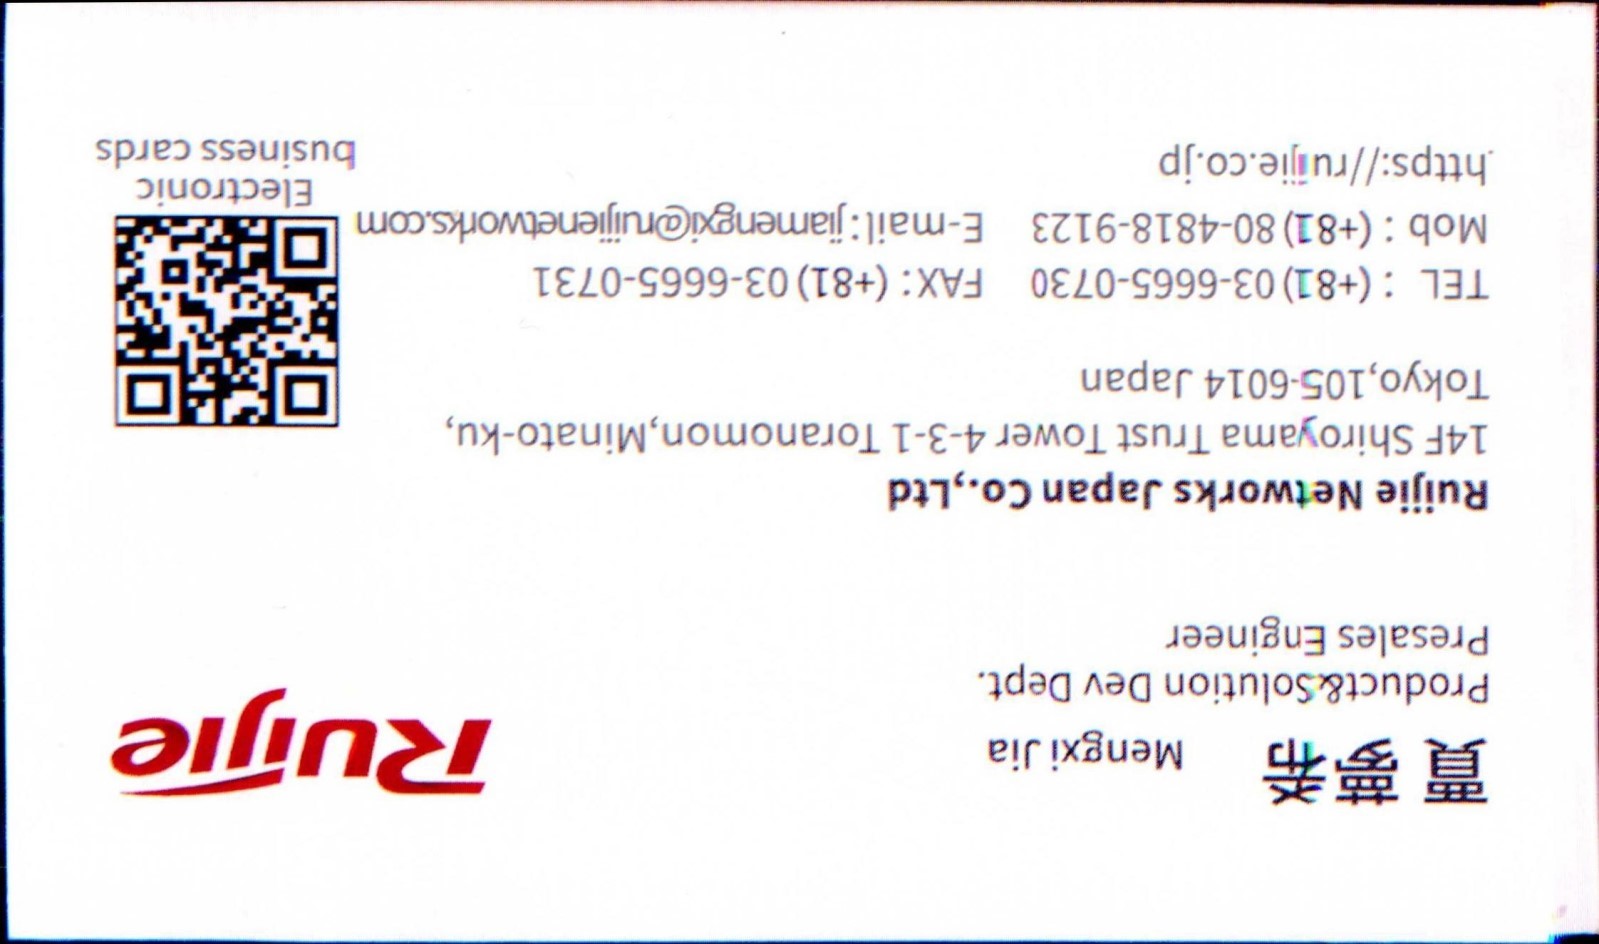 賈 夢希 Mengxi Jia
Ruijie
Product&Solution Dev Dept.
Presales Engineer
Ruijie Networks Japan Co.,Ltd
14F Shiroyama Trust Tower 4-3-1 Toranomon,Minato-ku,
Tokyo,105-6014 Japan
TEL :(+81)03-6665-0730 FAX:(+81)03-6665-0731
Mob:(+81)80-4818-9123 E-mail:jiamengxi@ruijienetworks.com
https://ruijie.co.jp
Electronic
business cards